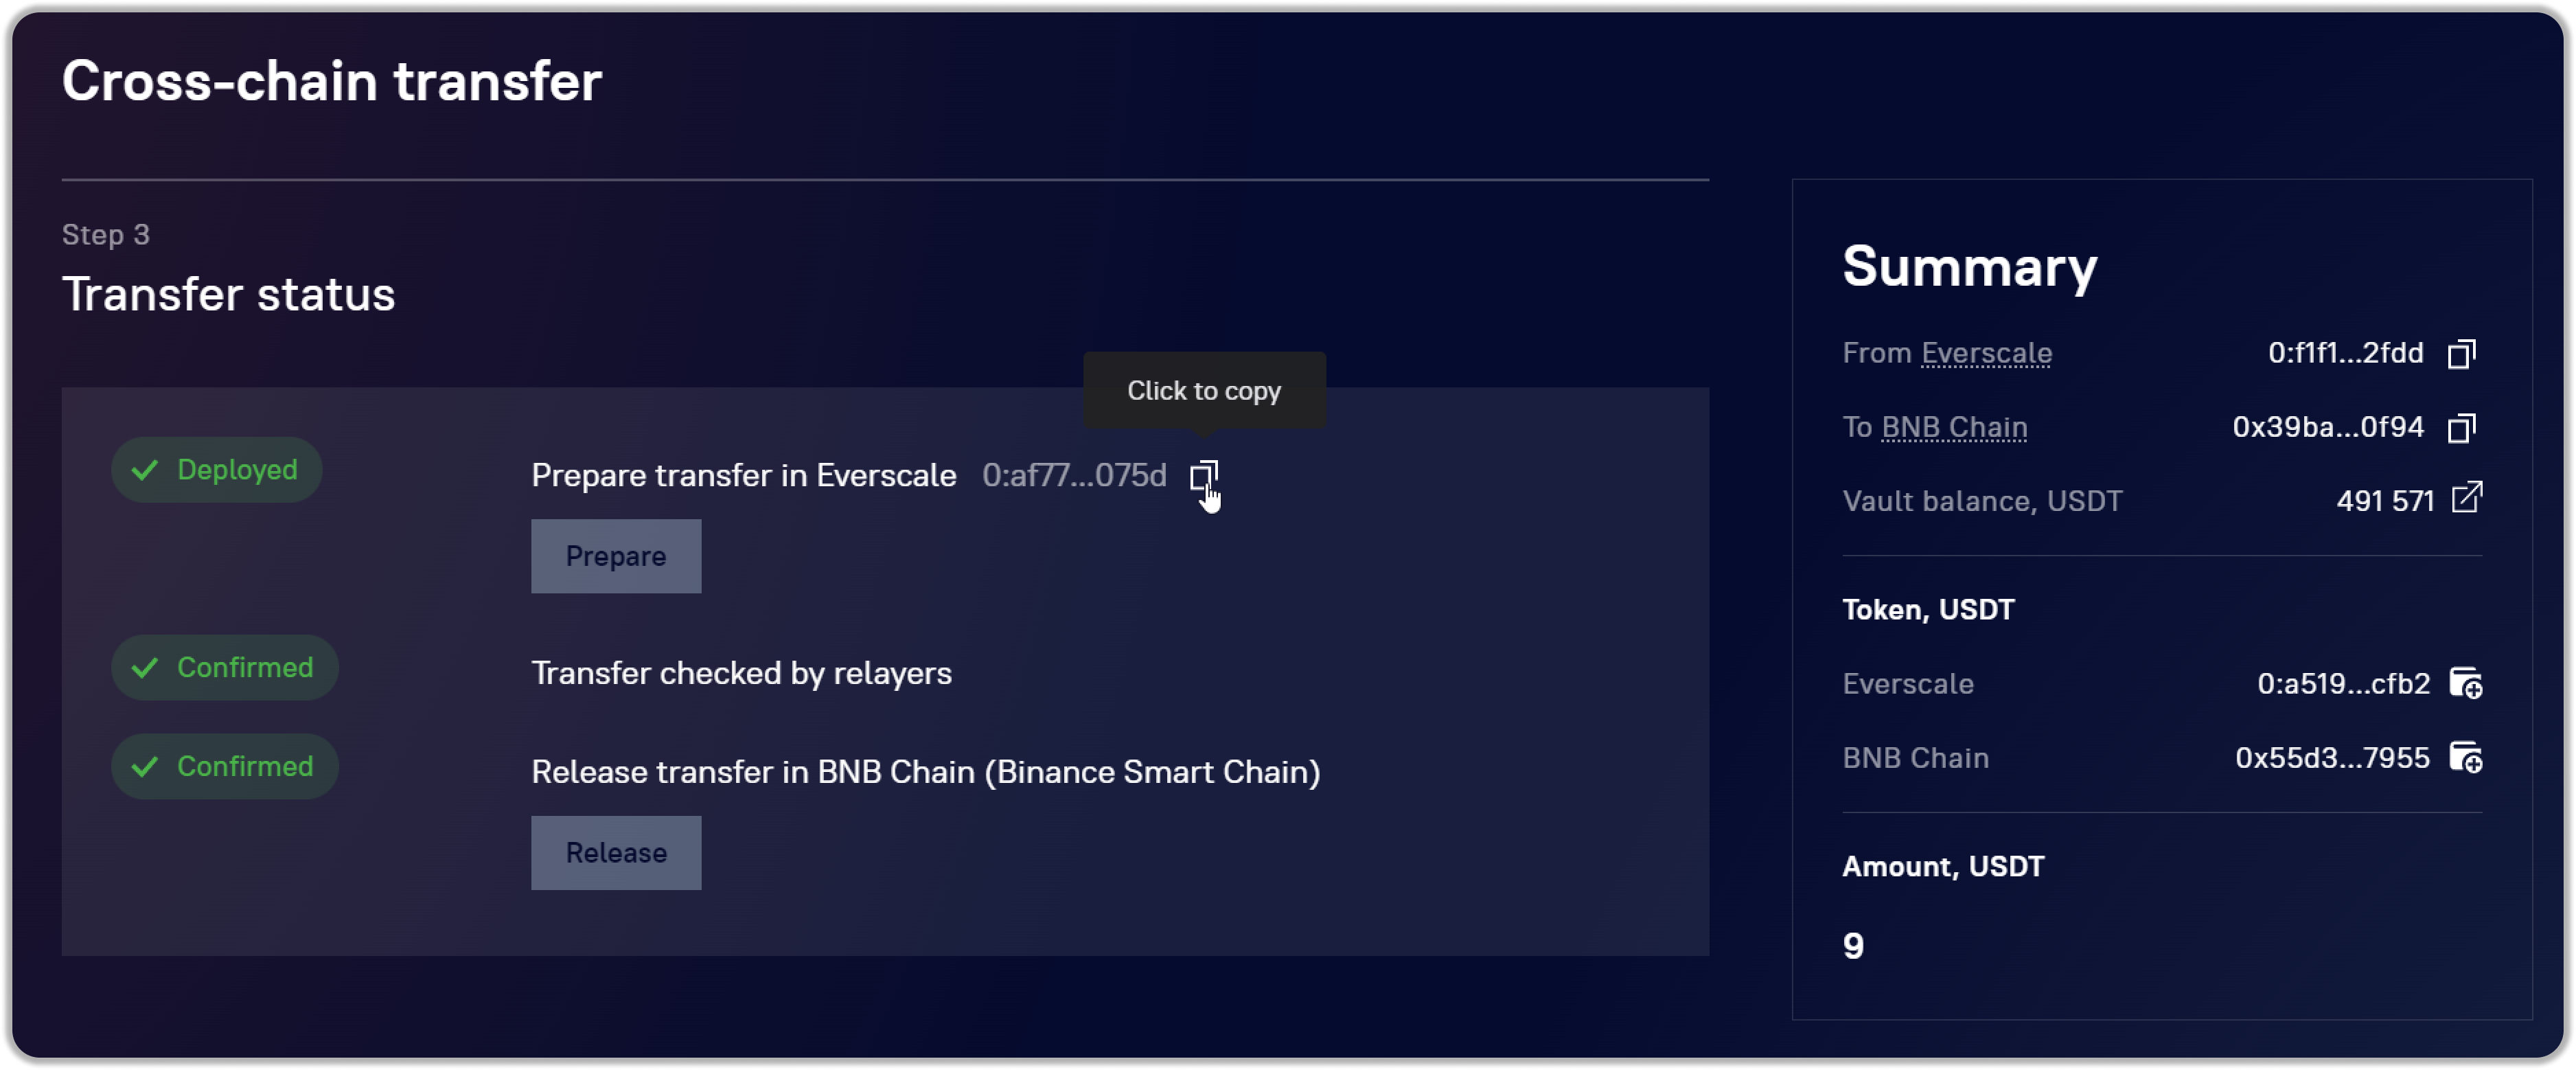 Cross-chain transfer
Step 3
Transfer status
Click to copy
Deployed
Prepare transfer in Everscale 0:af77...075d
Prepare
Confirmed
Transfer checked by relayers
Confirmed
Release transfer in BNB Chain (Binance Smart Chain)
Release
Summary
From Everscale 0:f1f1...2fdd
To BNB Chain 0x39ba...0f94
Vault balance, USDT 491 571
Token, USDT
Everscale 0:a519...cfb2
BNB Chain 0x55d3...7955
Amount, USDT
9